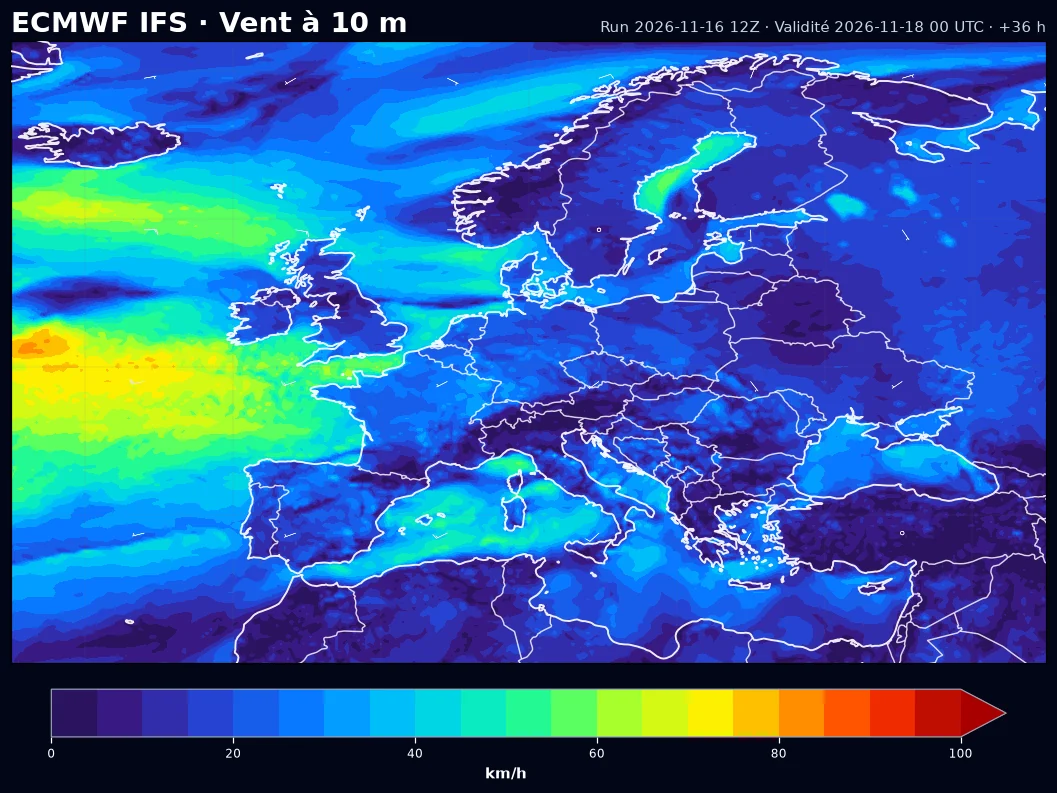 ECMWF IFS · Vent à 10 m
Run 2026-11-16 12Z · Validité 2026-11-18 00 UTC · +36 h
0 20 40 60 80 100
km/h